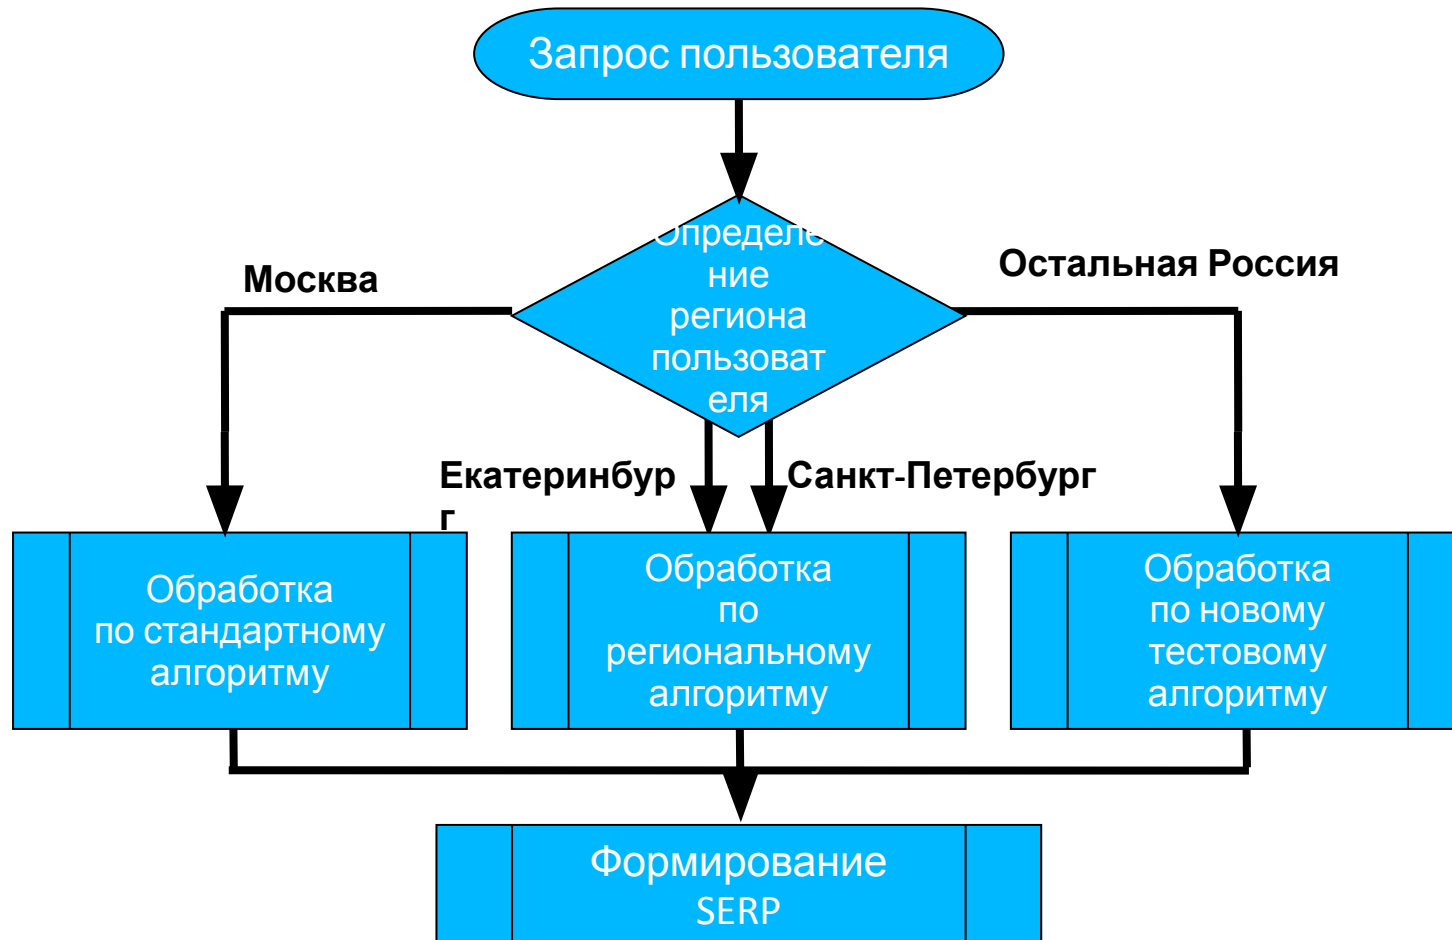 Запрос пользователя
Определе
ние
региона
пользоват
еля
Москва
Остальная Россия
Екатеринбур
г
Санкт-Петербург
Обработка
по стандартному
алгоритму
Обработка
по
региональному
алгоритму
Обработка
по новому
тестовому
алгоритму
Формирование
SERP